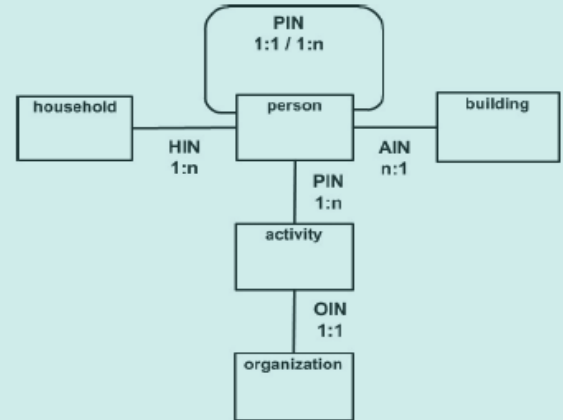 PIN
1:1 / 1:n
household
person
building
HIN
1:n
AIN
n:1
PIN
1:n
activity
OIN
1:1
organization